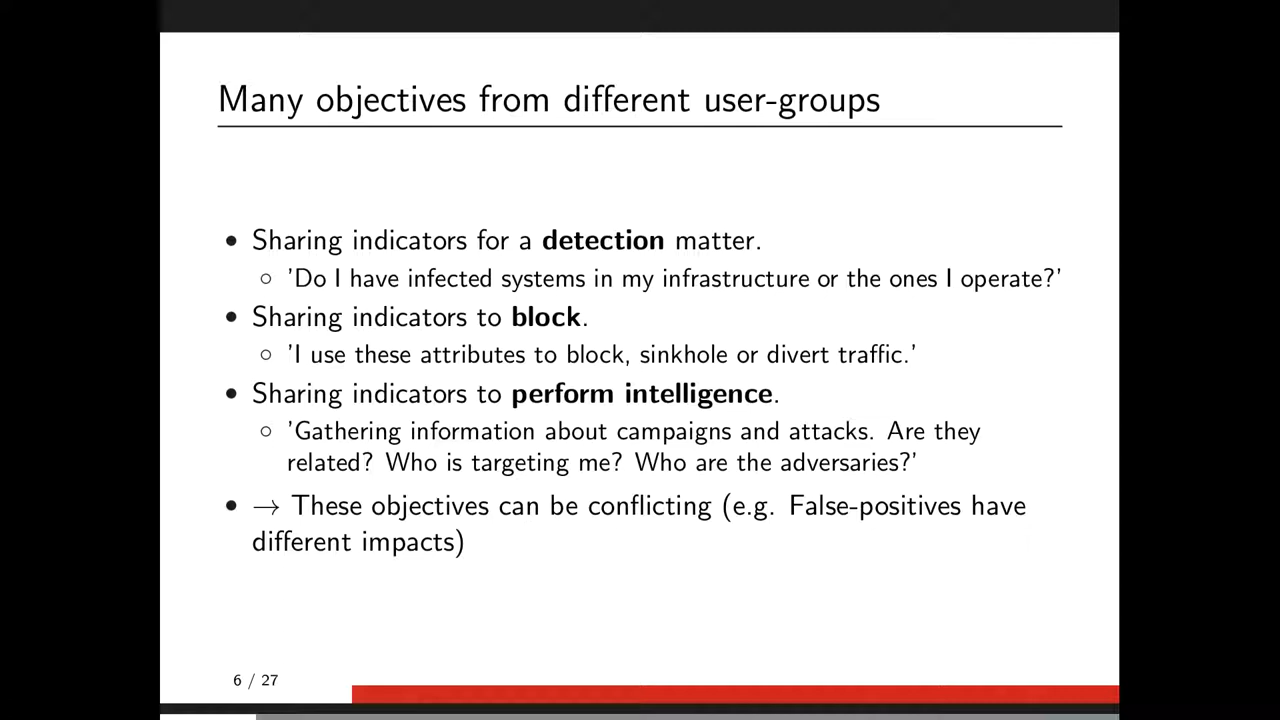 Many objectives from different user-groups
• Sharing indicators for a detection matter.
◦ 'Do I have infected systems in my infrastructure or the ones I operate?'
• Sharing indicators to block.
◦ 'I use these attributes to block, sinkhole or divert traffic.'
• Sharing indicators to perform intelligence.
◦ 'Gathering information about campaigns and attacks. Are they
related? Who is targeting me? Who are the adversaries?'
• → These objectives can be conflicting (e.g. False-positives have
different impacts)
6 / 27